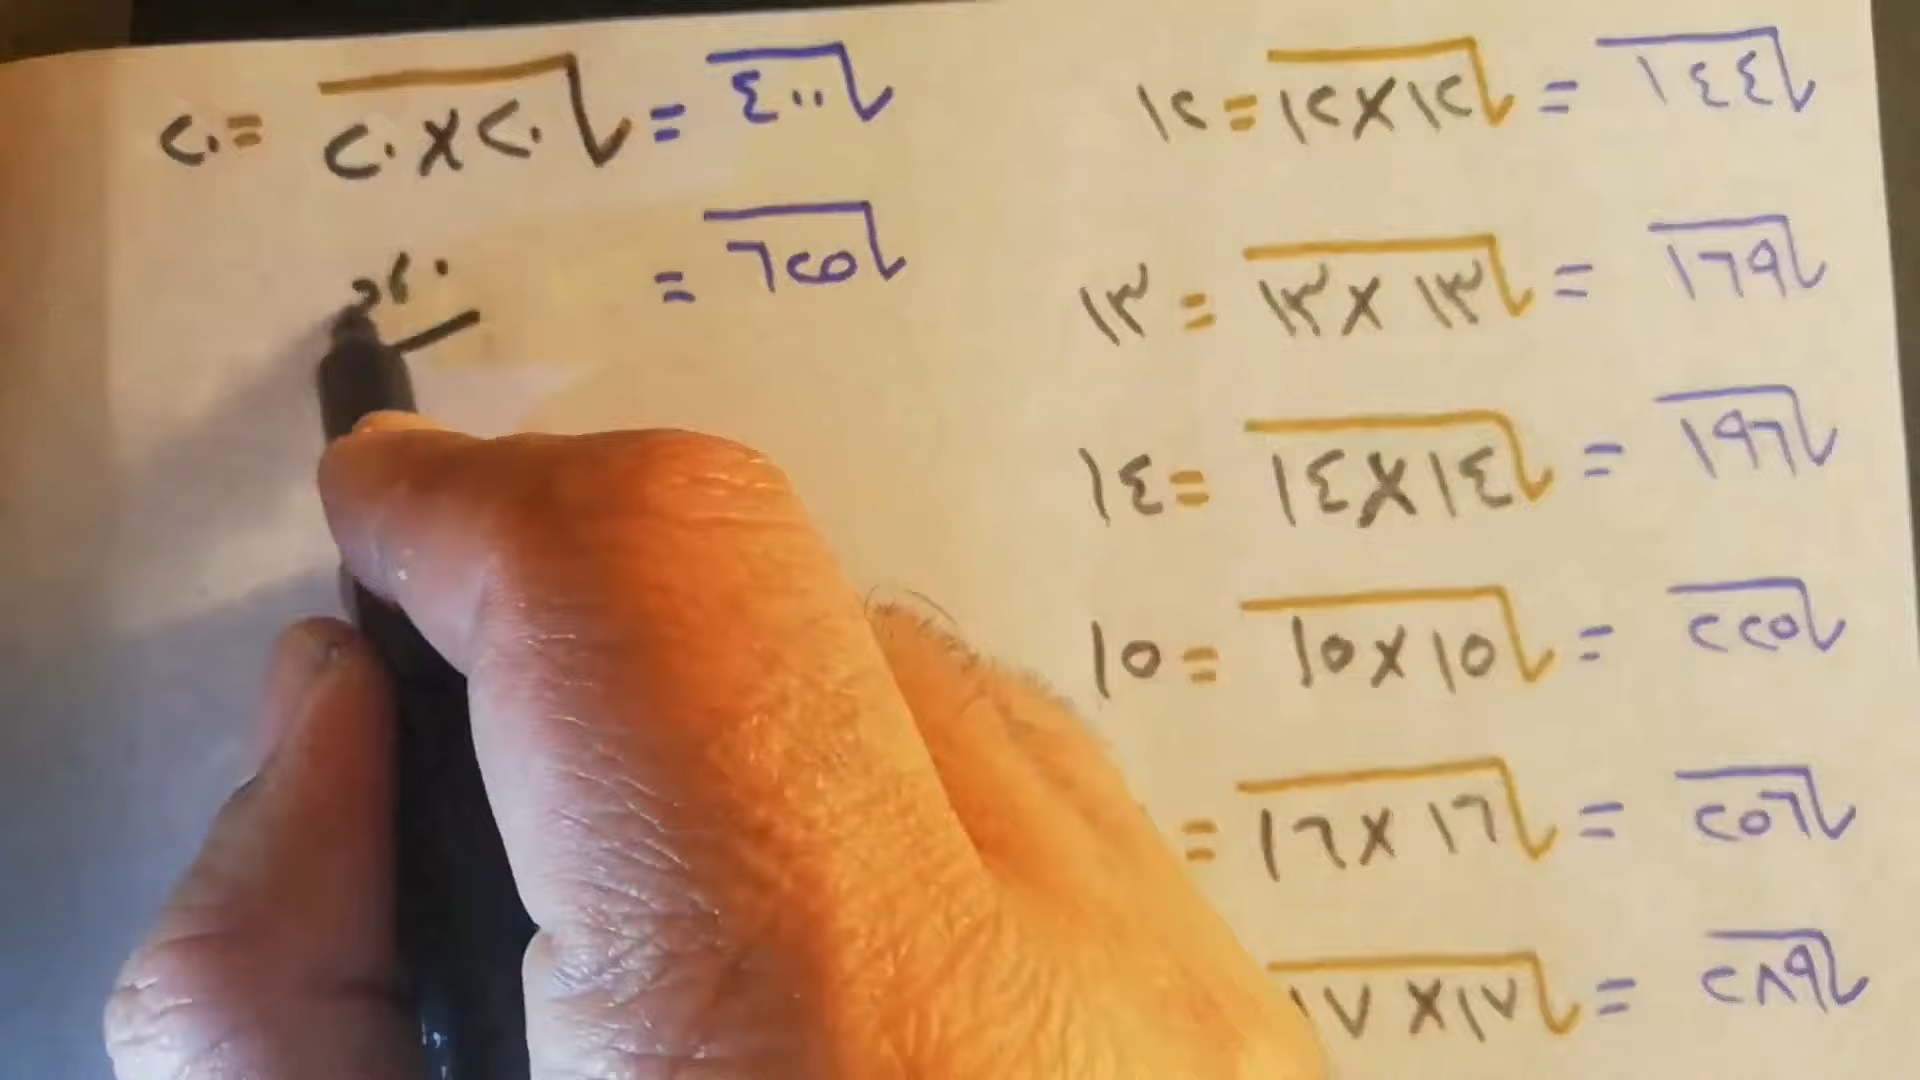 √١٤٤ = √١٢×١٢ = ١٢
√١٦٩ = √١٣×١٣ = ١٣
√١٩٦ = √١٤×١٤ = ١٤
√٢٢٥ = √١٥×١٥ = ١٥
√٢٥٦ = √١٦×١٦ =
√٢٨٩ = √١٧×١٧
√٤٠٠ = √٢٠×٢٠ = ٢٠
√٦٢٥ =